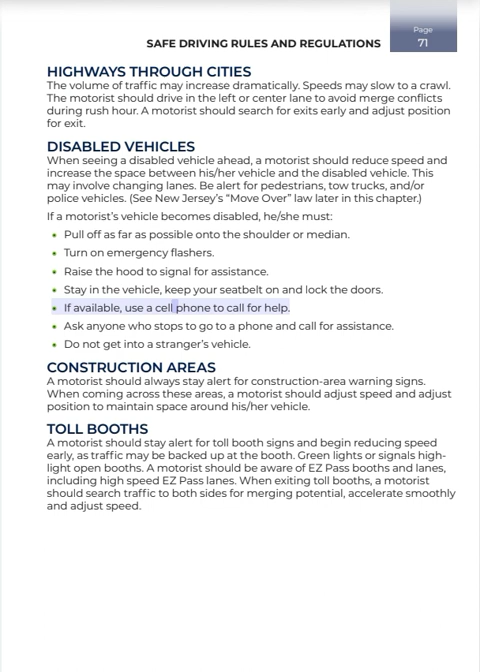 Page
71
SAFE DRIVING RULES AND REGULATIONS
HIGHWAYS THROUGH CITIES
The volume of traffic may increase dramatically. Speeds may slow to a crawl.
The motorist should drive in the left or center lane to avoid merge conflicts
during rush hour. A motorist should search for exits early and adjust position
for exit.
DISABLED VEHICLES
When seeing a disabled vehicle ahead, a motorist should reduce speed and
increase the space between his/her vehicle and the disabled vehicle. This
may involve changing lanes. Be alert for pedestrians, tow trucks, and/or
police vehicles. (See New Jersey's “Move Over” law later in this chapter.)
If a motorist's vehicle becomes disabled, he/she must:
• Pull off as far as possible onto the shoulder or median.
• Turn on emergency flashers.
• Raise the hood to signal for assistance.
• Stay in the vehicle, keep your seatbelt on and lock the doors.
• If available, use a cell phone to call for help.
• Ask anyone who stops to go to a phone and call for assistance.
• Do not get into a stranger's vehicle.
CONSTRUCTION AREAS
A motorist should always stay alert for construction-area warning signs.
When coming across these areas, a motorist should adjust speed and adjust
position to maintain space around his/her vehicle.
TOLL BOOTHS
A motorist should stay alert for toll booth signs and begin reducing speed
early, as traffic may be backed up at the booth. Green lights or signals high-
light open booths. A motorist should be aware of EZ Pass booths and lanes,
including high speed EZ Pass lanes. When exiting toll booths, a motorist
should search traffic to both sides for merging potential, accelerate smoothly
and adjust speed.